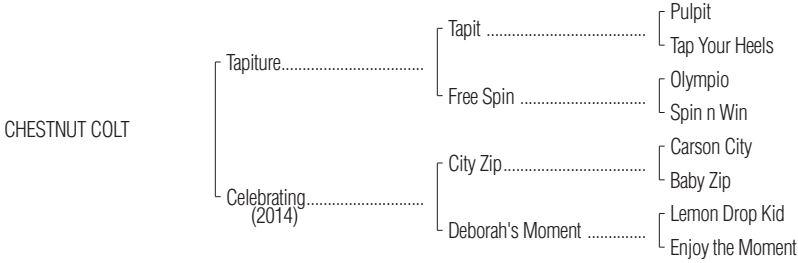 Pulpit
Tapit ......................................
Tap Your Heels
Tapiture..................................
Olympio
Free Spin ..............................
Spin n Win
CHESTNUT COLT
Carson City
City Zip..................................
Baby Zip
Celebrating............................
(2014)
Lemon Drop Kid
Deborah's Moment ..............
Enjoy the Moment